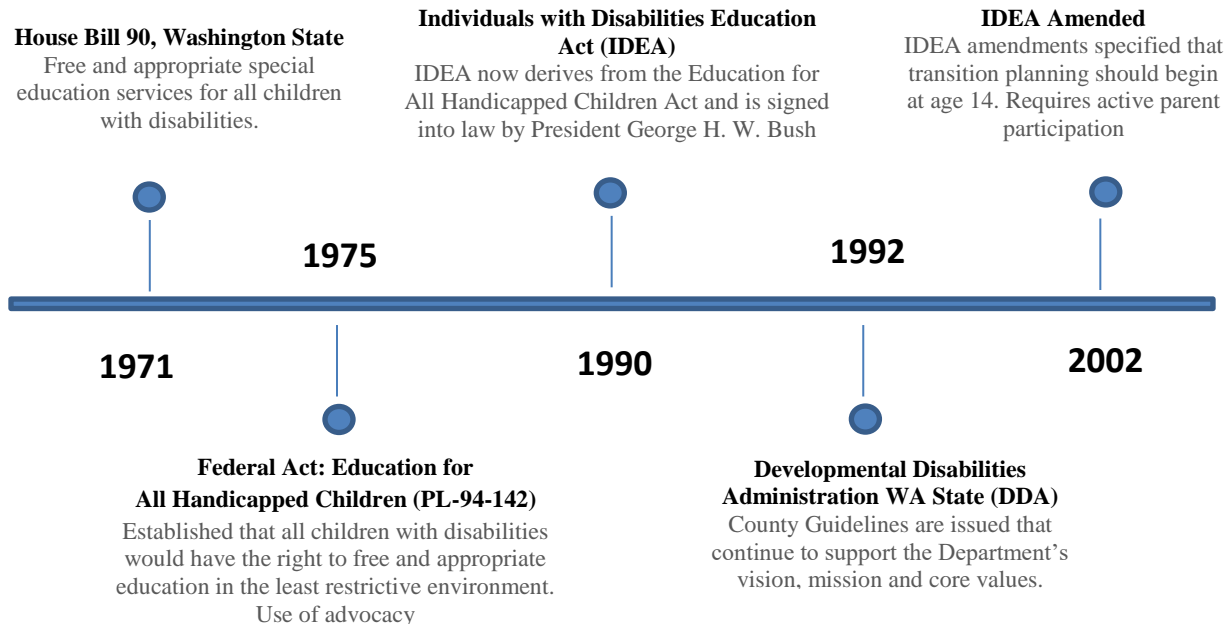 House Bill 90, Washington State
Free and appropriate special
education services for all children
with disabilities.
Individuals with Disabilities Education
Act (IDEA)
IDEA now derives from the Education for
All Handicapped Children Act and is signed
into law by President George H. W. Bush
IDEA Amended
IDEA amendments specified that
transition planning should begin
at age 14. Requires active parent
participation
1975
1992
1971
1990
2002
Federal Act: Education for
All Handicapped Children (PL-94-142)
Established that all children with disabilities
would have the right to free and appropriate
education in the least restrictive environment.
Use of advocacy
Developmental Disabilities
Administration WA State (DDA)
County Guidelines are issued that
continue to support the Department’s
vision, mission and core values.